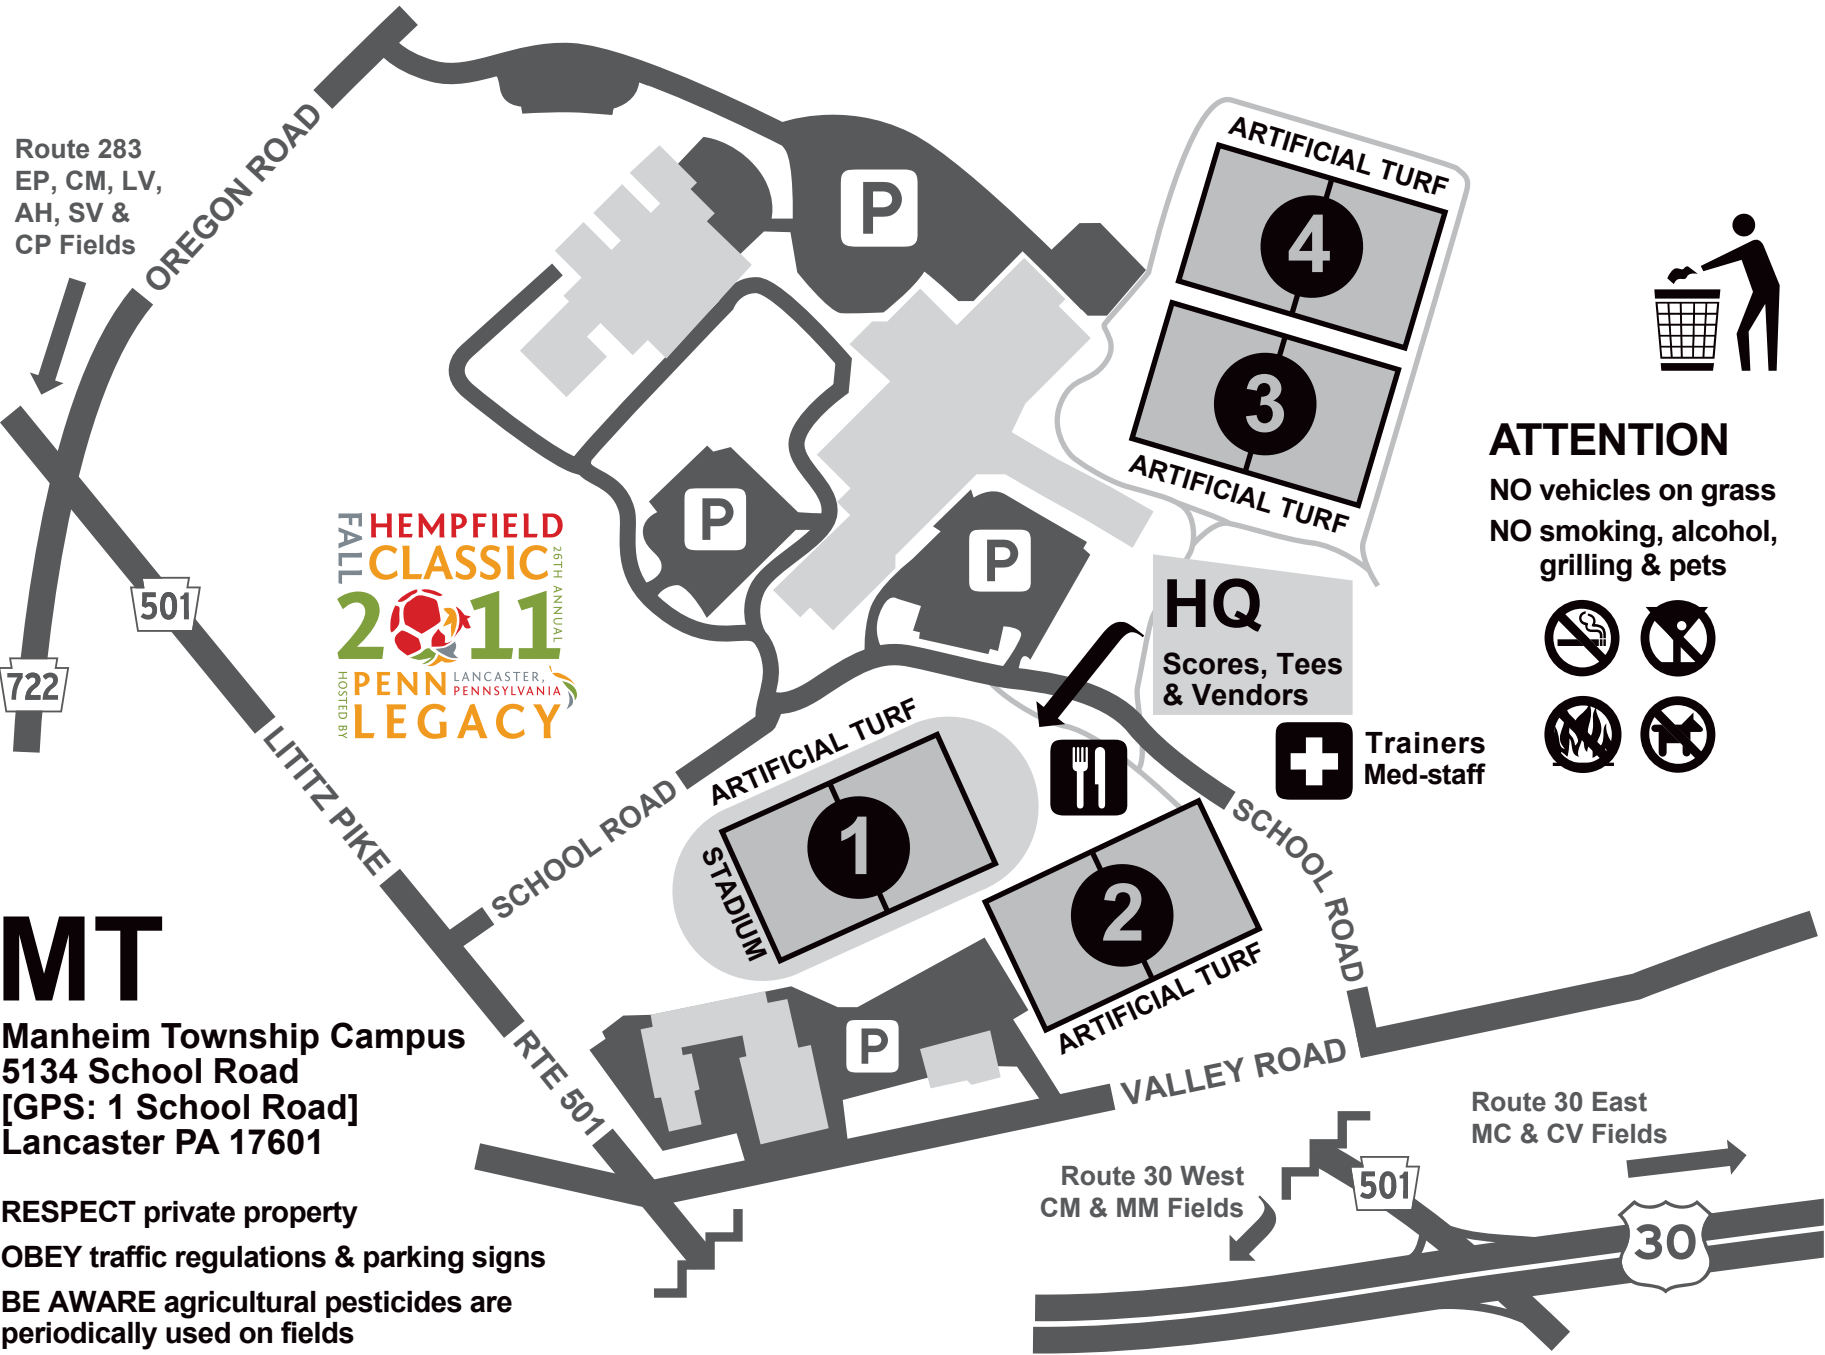 Route 283
EP, CM, LV,
AH, SV &
CP Fields
OREGON ROAD
P
ARTIFICIAL TURF
4
3
ARTIFICIAL TURF
ATTENTION
NO vehicles on grass
NO smoking, alcohol,
grilling & pets
P
P
FALL
HEMPFIELD
CLASSIC
26TH ANNUAL
2011
HOSTED BY
PENN
LANCASTER,
PENNSYLVANIA
LEGACY
501
722
HQ
Scores, Tees
& Vendors
Trainers
Med-staff
LITITZ PIKE
SCHOOL ROAD
ARTIFICIAL TURF
1
STADIUM
2
ARTIFICIAL TURF
SCHOOL ROAD
P
VALLEY ROAD
RTE 501
MT
Manheim Township Campus
5134 School Road
[GPS: 1 School Road]
Lancaster PA 17601
RESPECT private property
OBEY traffic regulations & parking signs
BE AWARE agricultural pesticides are
periodically used on fields
Route 30 West
CM & MM Fields
Route 30 East
MC & CV Fields
501
30